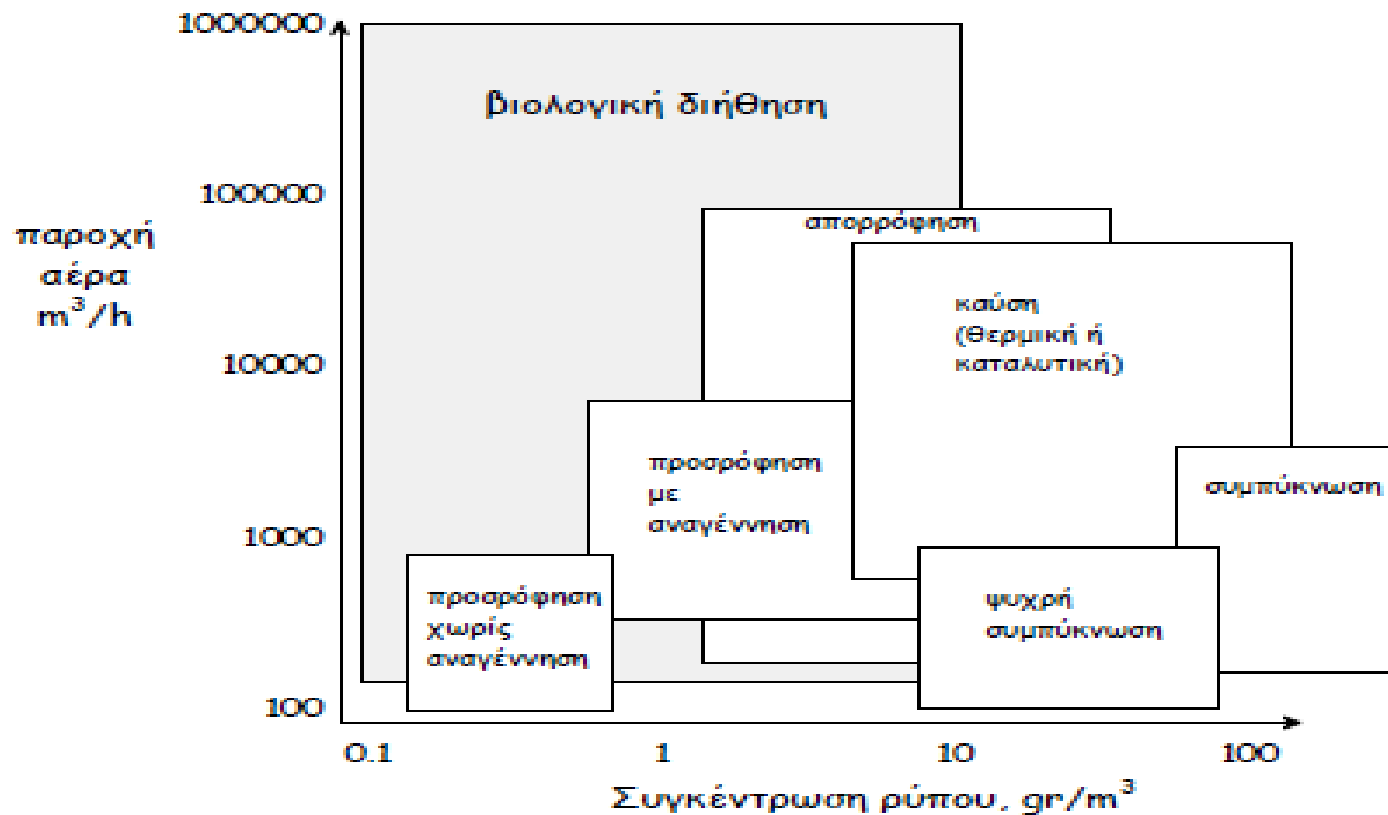 1000000
βιολογική διήθηση
100000
απορρόφηση
παροχή
αέρα
m³/h
καύση
(θερμική ή
καταλυτική)
10000
προσρόφηση
με
αναγέννηση
συμπύκνωση
1000
προσρόφηση
χωρίς
αναγέννηση
ψυχρή
συμπύκνωση
100
0.1 1 10 100
Συγκέντρωση ρύπου, gr/m³